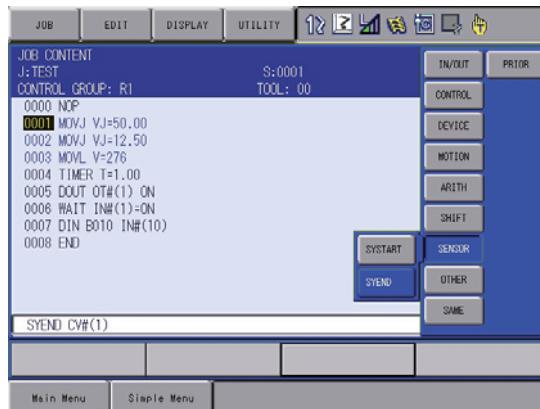 JOB EDIT DISPLAY UTILITY
JOB CONTENT
J:TEST S:0001
CONTROL GROUP: R1 TOOL: 00
0000 NOP
0001 MOVJ VJ=50.00
0002 MOVJ VJ=12.50
0003 MOVL V=276
0004 TIMER T=1.00
0005 DOUT OT#(1) ON
0006 WAIT IN#(1)=ON
0007 DIN B010 IN#(10)
0008 END
SYEND CV#(1)
SYSTART
SYEND
IN/OUT
CONTROL
DEVICE
MOTION
ARITH
SHIFT
SENSOR
OTHER
SAME
PRIOR
Main Menu Simple Menu